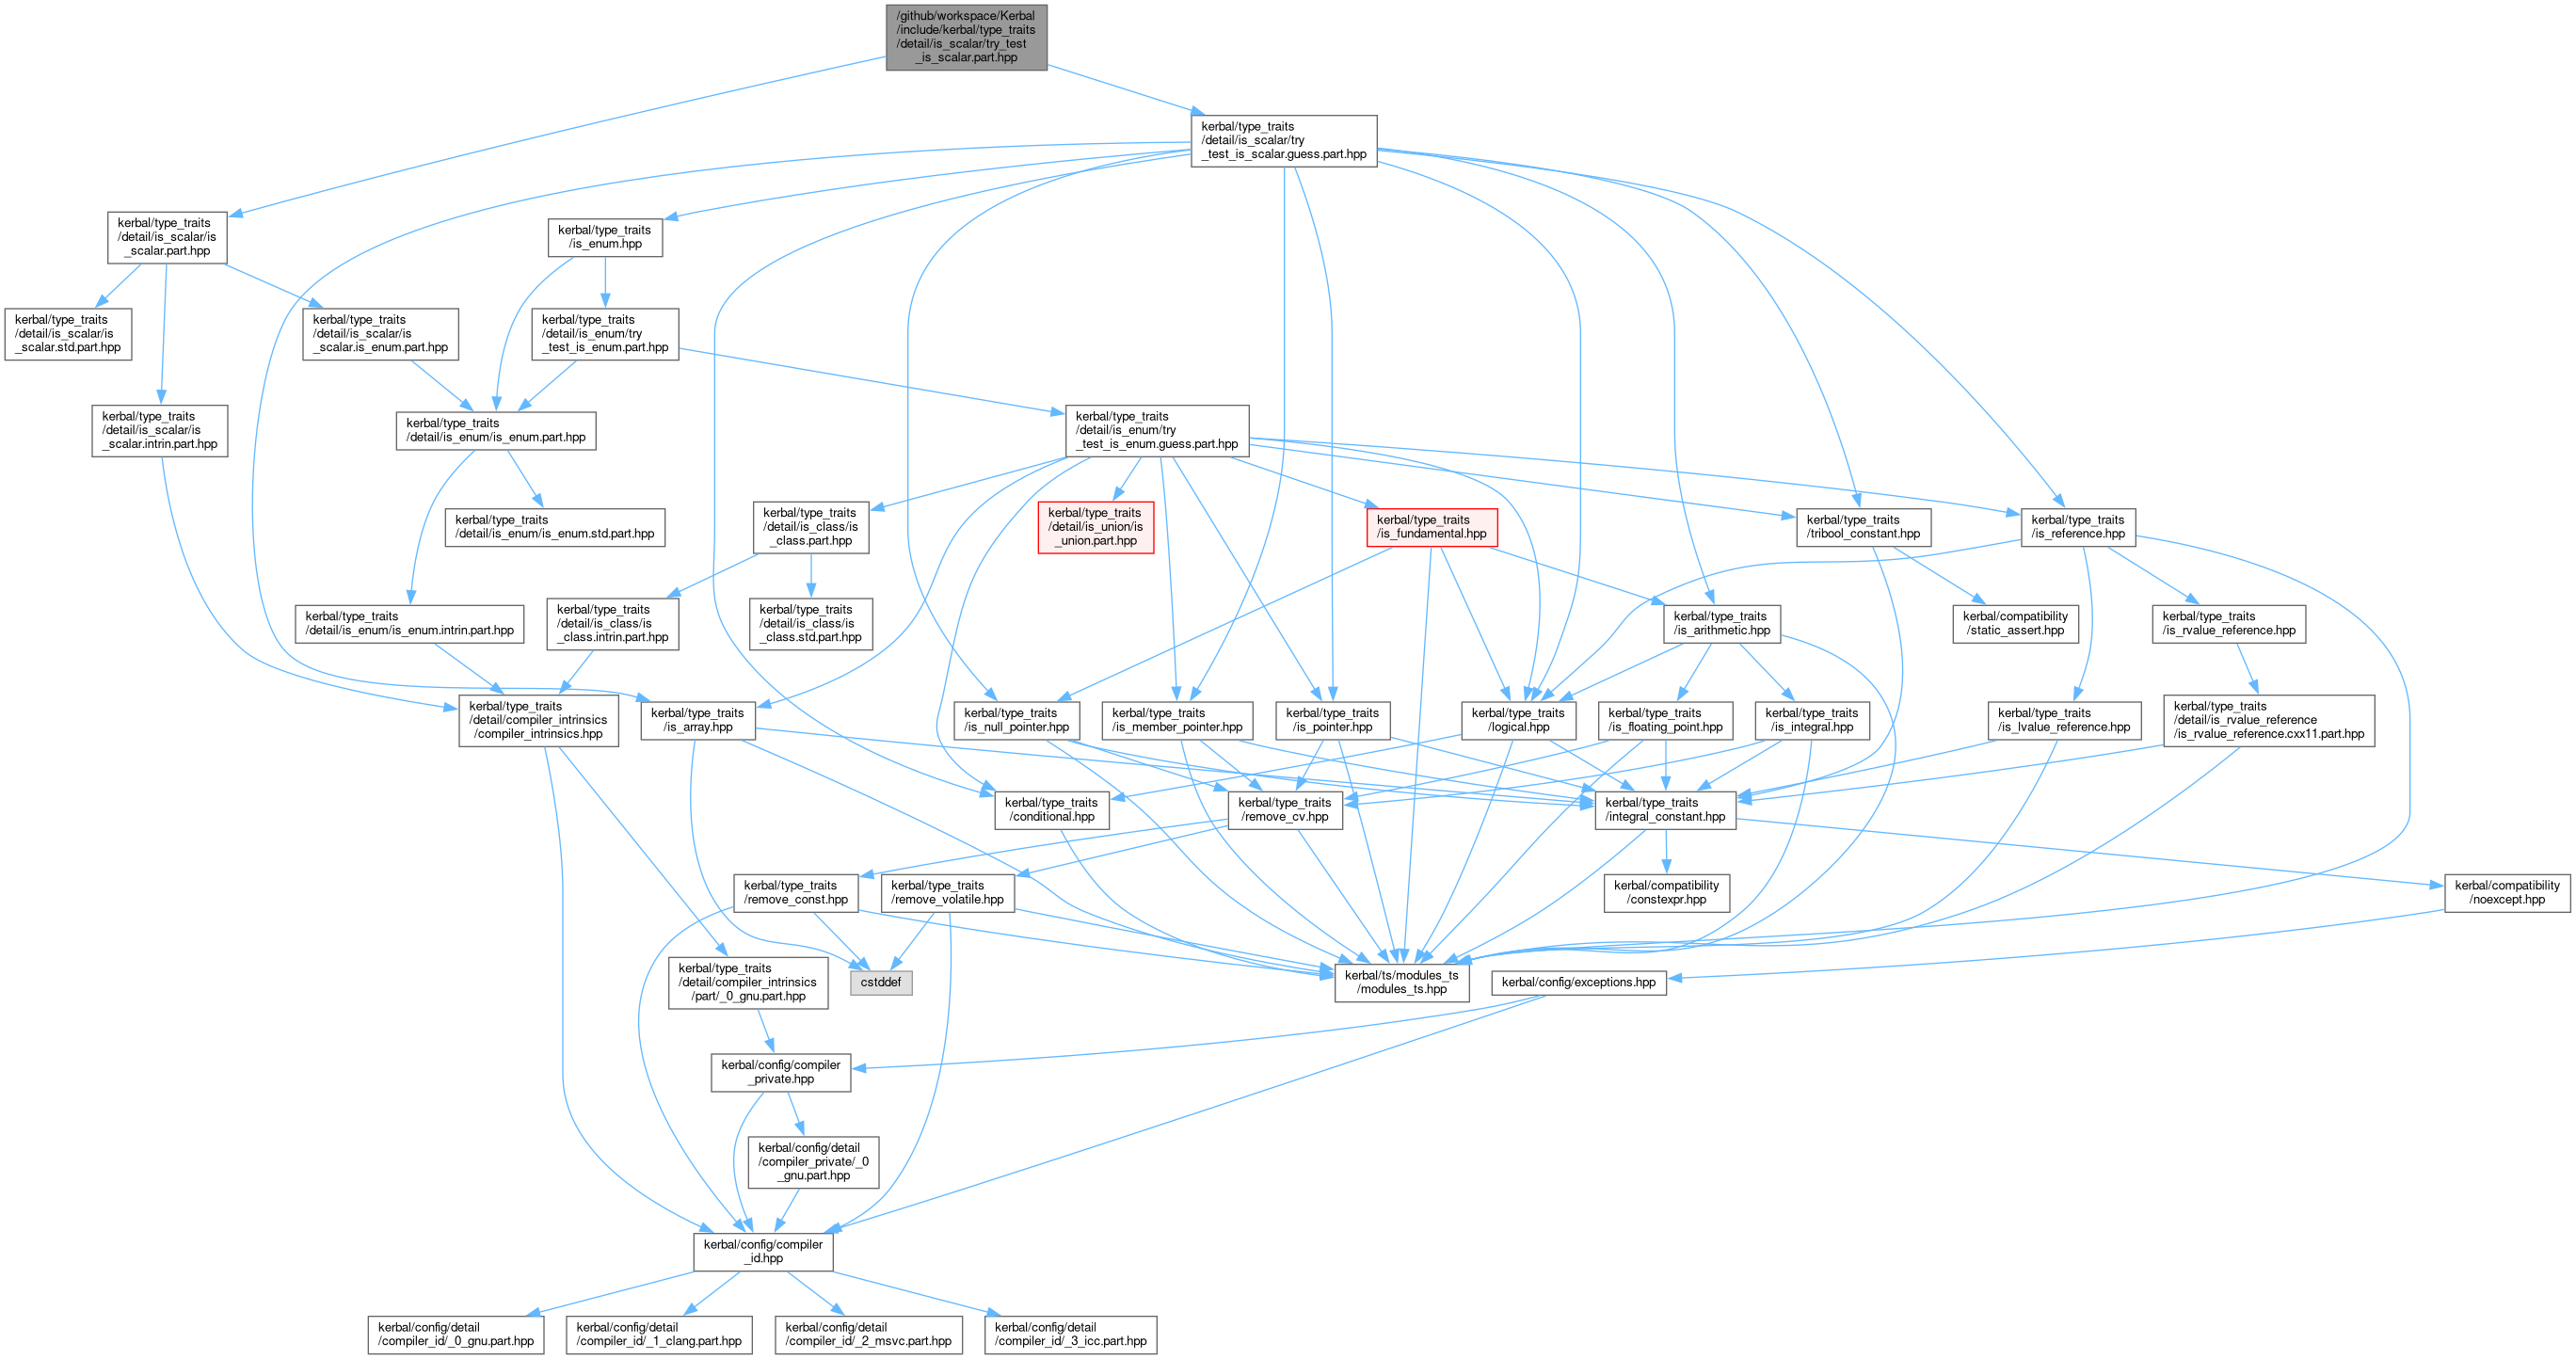 /github/workspace/Kerbal
/include/kerbal/type_traits
/detail/is_scalar/try_test
_is_scalar.part.hpp
kerbal/type_traits
/detail/is_scalar/try
_test_is_scalar.guess.part.hpp
kerbal/type_traits
/detail/is_scalar/is
_scalar.part.hpp
kerbal/type_traits
/is_enum.hpp
kerbal/type_traits
/detail/is_scalar/is
_scalar.std.part.hpp
kerbal/type_traits
/detail/is_scalar/is
_scalar.is_enum.part.hpp
kerbal/type_traits
/detail/is_enum/try
_test_is_enum.part.hpp
kerbal/type_traits
/detail/is_scalar/is
_scalar.intrin.part.hpp
kerbal/type_traits
/detail/is_enum/is_enum.part.hpp
kerbal/type_traits
/detail/is_enum/try
_test_is_enum.guess.part.hpp
kerbal/type_traits
/detail/is_enum/is_enum.std.part.hpp
kerbal/type_traits
/detail/is_class/is
_class.part.hpp
kerbal/type_traits
/detail/is_union/is
_union.part.hpp
kerbal/type_traits
/is_fundamental.hpp
kerbal/type_traits
/tribool_constant.hpp
kerbal/type_traits
/is_reference.hpp
kerbal/type_traits
/detail/is_enum/is_enum.intrin.part.hpp
kerbal/type_traits
/detail/is_class/is
_class.intrin.part.hpp
kerbal/type_traits
/detail/is_class/is
_class.std.part.hpp
kerbal/type_traits
/is_arithmetic.hpp
kerbal/compatibility
/static_assert.hpp
kerbal/type_traits
/is_rvalue_reference.hpp
kerbal/type_traits
/detail/compiler_intrinsics
/compiler_intrinsics.hpp
kerbal/type_traits
/is_array.hpp
kerbal/type_traits
/is_null_pointer.hpp
kerbal/type_traits
/is_member_pointer.hpp
kerbal/type_traits
/is_pointer.hpp
kerbal/type_traits
/logical.hpp
kerbal/type_traits
/is_floating_point.hpp
kerbal/type_traits
/is_integral.hpp
kerbal/type_traits
/is_lvalue_reference.hpp
kerbal/type_traits
/detail/is_rvalue_reference
/is_rvalue_reference.cxx11.part.hpp
kerbal/type_traits
/conditional.hpp
kerbal/type_traits
/remove_cv.hpp
kerbal/type_traits
/integral_constant.hpp
kerbal/type_traits
/remove_const.hpp
kerbal/type_traits
/remove_volatile.hpp
kerbal/compatibility
/constexpr.hpp
kerbal/compatibility
/noexcept.hpp
kerbal/type_traits
/detail/compiler_intrinsics
/part/_0_gnu.part.hpp
cstddef
kerbal/ts/modules_ts
/modules_ts.hpp
kerbal/config/exceptions.hpp
kerbal/config/compiler
_private.hpp
kerbal/config/detail
/compiler_private/_0
_gnu.part.hpp
kerbal/config/compiler
_id.hpp
kerbal/config/detail
/compiler_id/_0_gnu.part.hpp
kerbal/config/detail
/compiler_id/_1_clang.part.hpp
kerbal/config/detail
/compiler_id/_2_msvc.part.hpp
kerbal/config/detail
/compiler_id/_3_icc.part.hpp